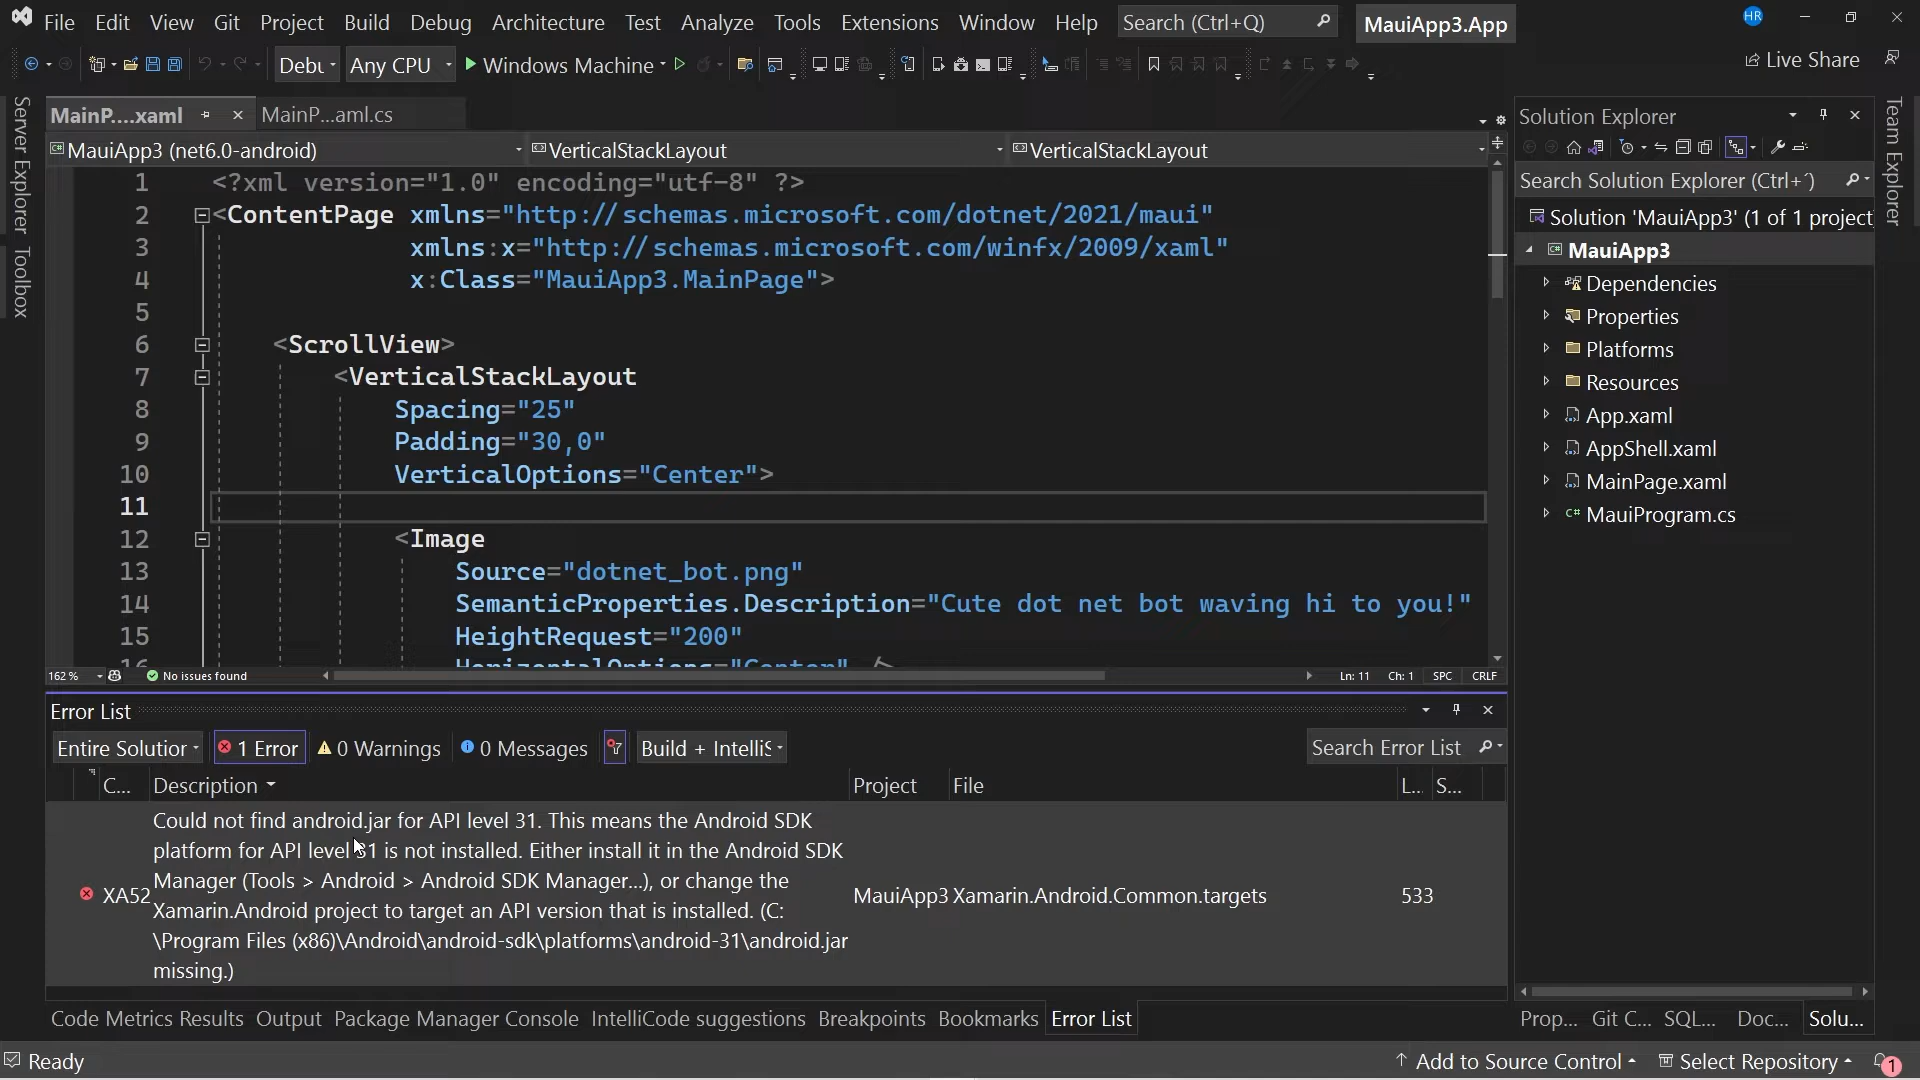 File Edit View Git Project Build Debug Architecture Test Analyze Tools Extensions Window Help Search (Ctrl+Q) MauiApp3.App HR
Debu Any CPU Windows Machine Live Share
Server Explorer
Toolbox
MainP....xaml MainP...aml.cs
MauiApp3 (net6.0-android) VerticalStackLayout VerticalStackLayout
1 <?xml version="1.0" encoding="utf-8" ?>
2 <ContentPage xmlns="http://schemas.microsoft.com/dotnet/2021/maui"
3 xmlns:x="http://schemas.microsoft.com/winfx/2009/xaml"
4 x:Class="MauiApp3.MainPage">
5
6 <ScrollView>
7 <VerticalStackLayout
8 Spacing="25"
9 Padding="30,0"
10 VerticalOptions="Center">
11
12 <Image
13 Source="dotnet_bot.png"
14 SemanticProperties.Description="Cute dot net bot waving hi to you!"
15 HeightRequest="200"
16 HorizontalOptions="Center" />
162 % No issues found Ln: 11 Ch: 1 SPC CRLF
Error List
Entire Solution 1 Error 0 Warnings 0 Messages Build + IntelliS Search Error List
C... Description Project File L... S...
Could not find android.jar for API level 31. This means the Android SDK
platform for API level 31 is not installed. Either install it in the Android SDK
Manager (Tools > Android > Android SDK Manager...), or change the
XA52 Xamarin.Android project to target an API version that is installed. (C: MauiApp3 Xamarin.Android.Common.targets 533
\Program Files (x86)\Android\android-sdk\platforms\android-31\android.jar
missing.)
Code Metrics Results Output Package Manager Console IntelliCode suggestions Breakpoints Bookmarks Error List
Solution Explorer
Search Solution Explorer (Ctrl+´)
Solution 'MauiApp3' (1 of 1 project
MauiApp3
Dependencies
Properties
Platforms
Resources
App.xaml
AppShell.xaml
MainPage.xaml
C# MauiProgram.cs
Prop... Git C... SQL... Doc... Solu...
Team Explorer
Ready Add to Source Control Select Repository 1